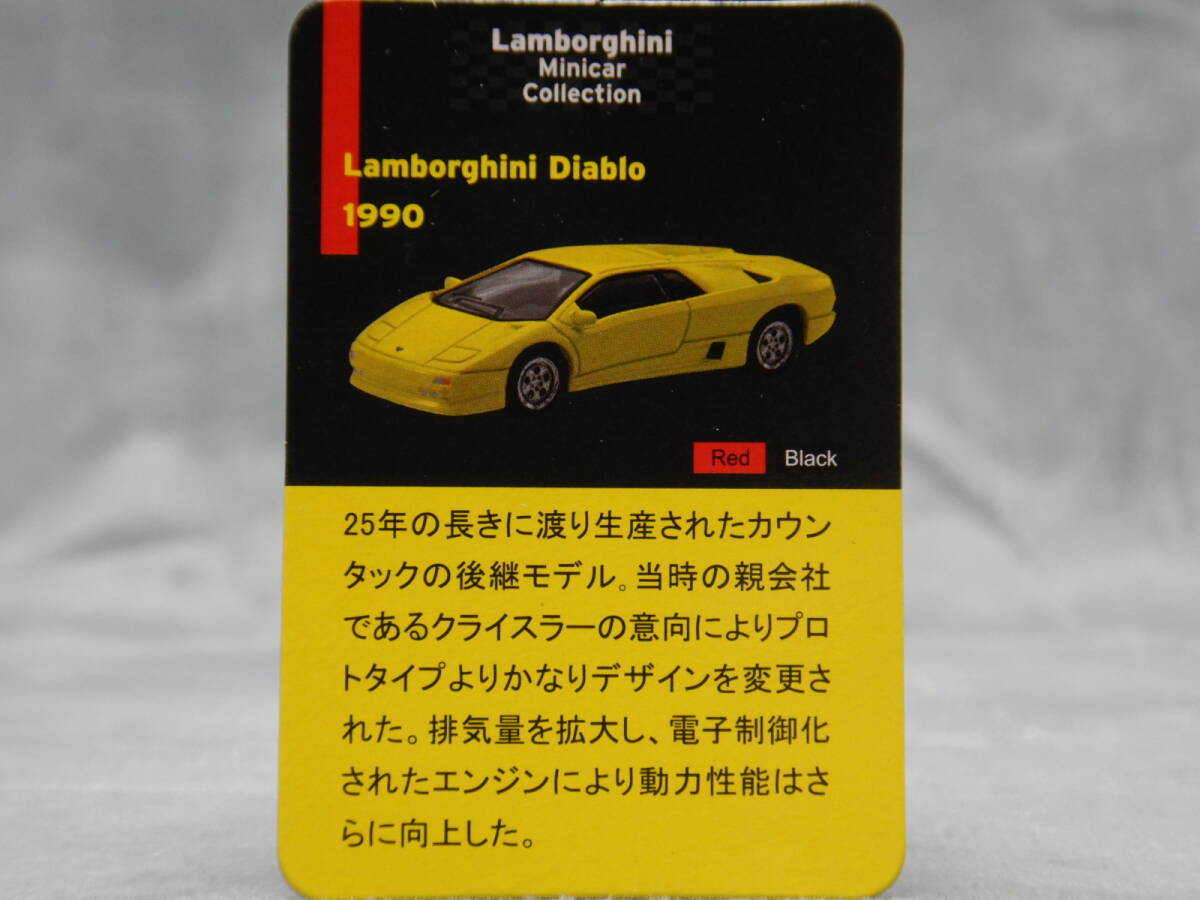 Lamborghini
Minicar
Collection
Lamborghini Diablo
1990
Red Black
25年の長きに渡り生産されたカウン
タックの後継モデル。当時の親会社
であるクライスラーの意向によりプロ
トタイプよりかなりデザインを変更さ
れた。排気量を拡大し、電子制御化
されたエンジンにより動力性能はさ
らに向上した。